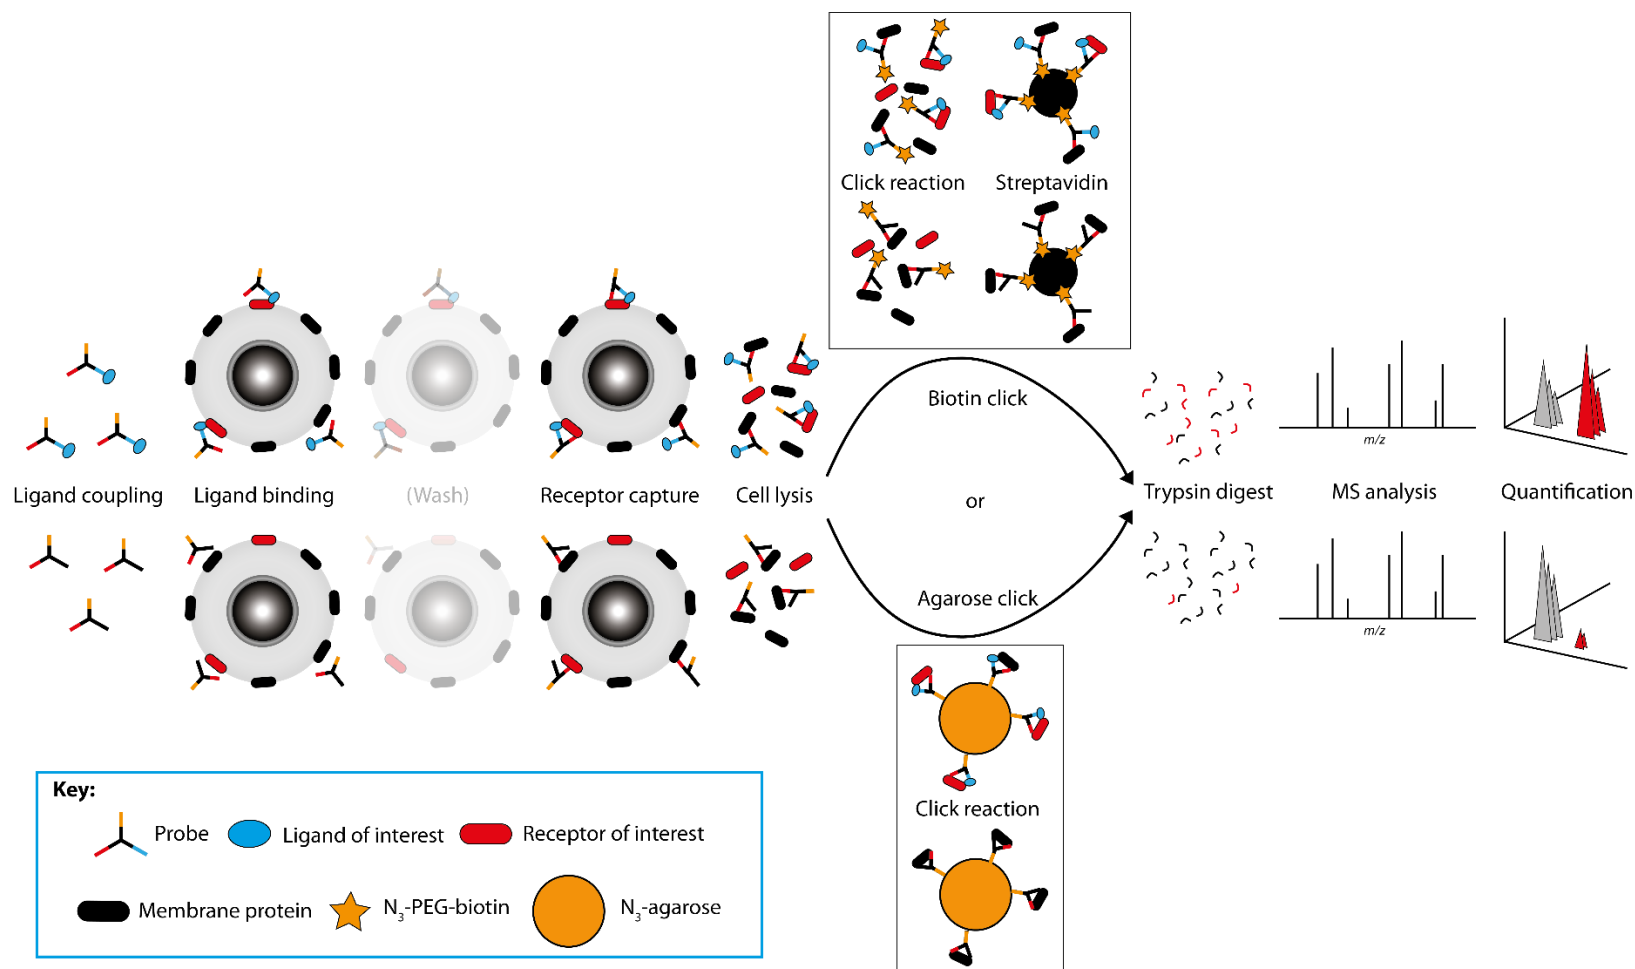 Click reaction
Streptavidin
Biotin click
m/z
Ligand coupling
Ligand binding
(Wash)
Receptor capture
Cell lysis
or
Trypsin digest
MS analysis
Quantification
Agarose click
m/z
Click reaction
Key:
Probe
Ligand of interest
Receptor of interest
Membrane protein
N₃-PEG-biotin
N₃-agarose